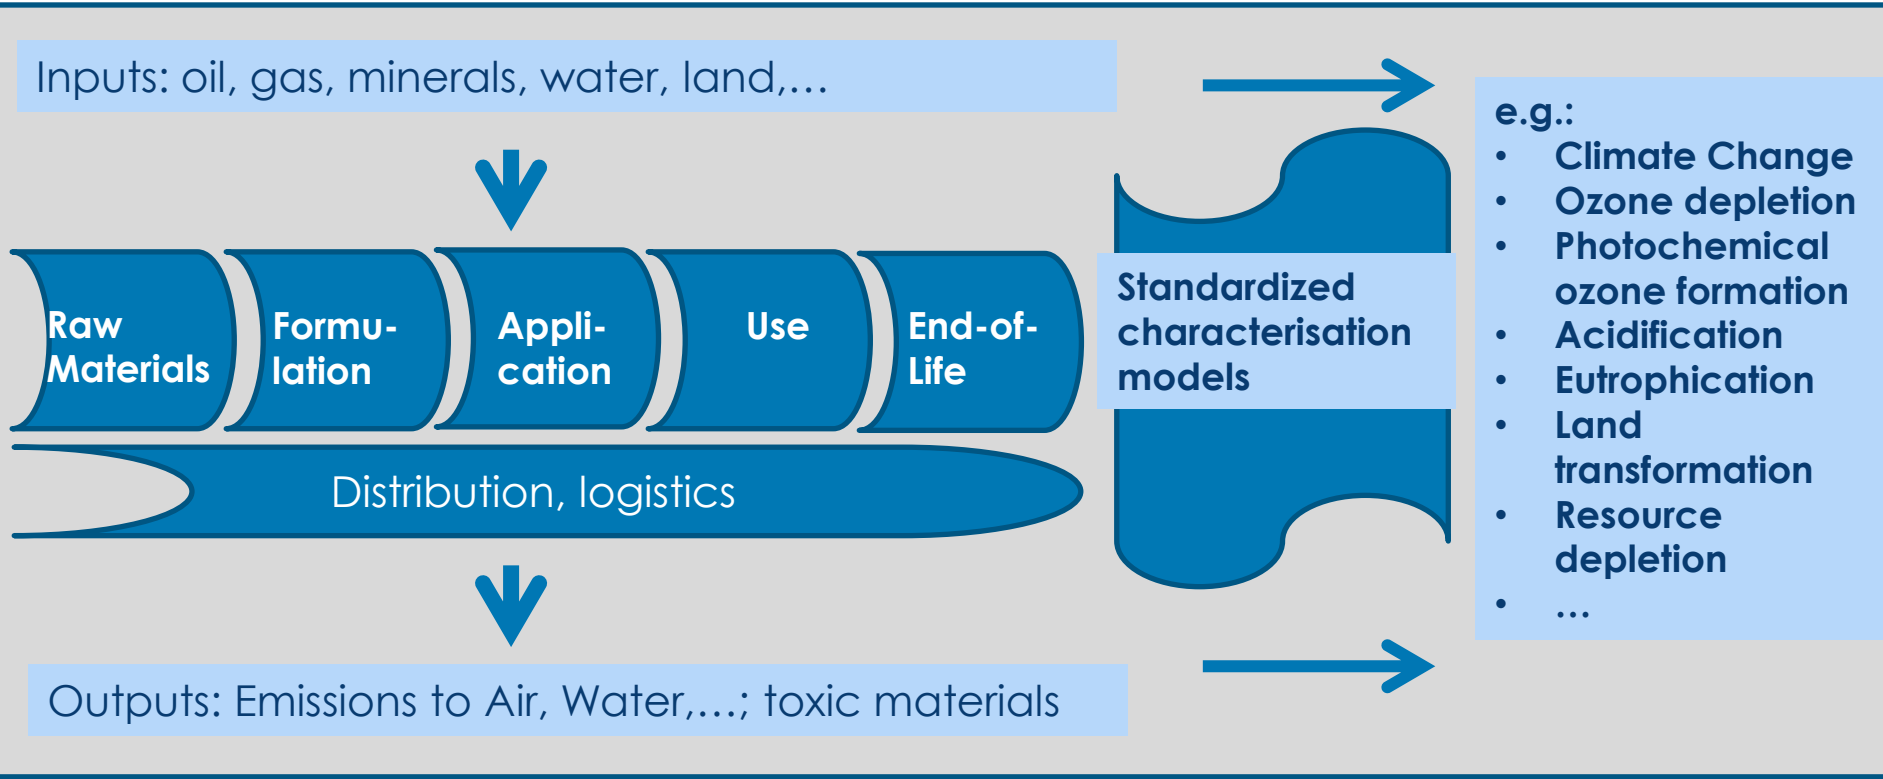 Inputs: oil, gas, minerals, water, land,...
Raw
Materials
Formu-
lation
Appli-
cation
Use
End-of-
Life
Distribution, logistics
Outputs: Emissions to Air, Water,...; toxic materials
Standardized
characterisation
models
e.g.:
• Climate Change
• Ozone depletion
• Photochemical
ozone formation
• Acidification
• Eutrophication
• Land
transformation
• Resource
depletion
• ...